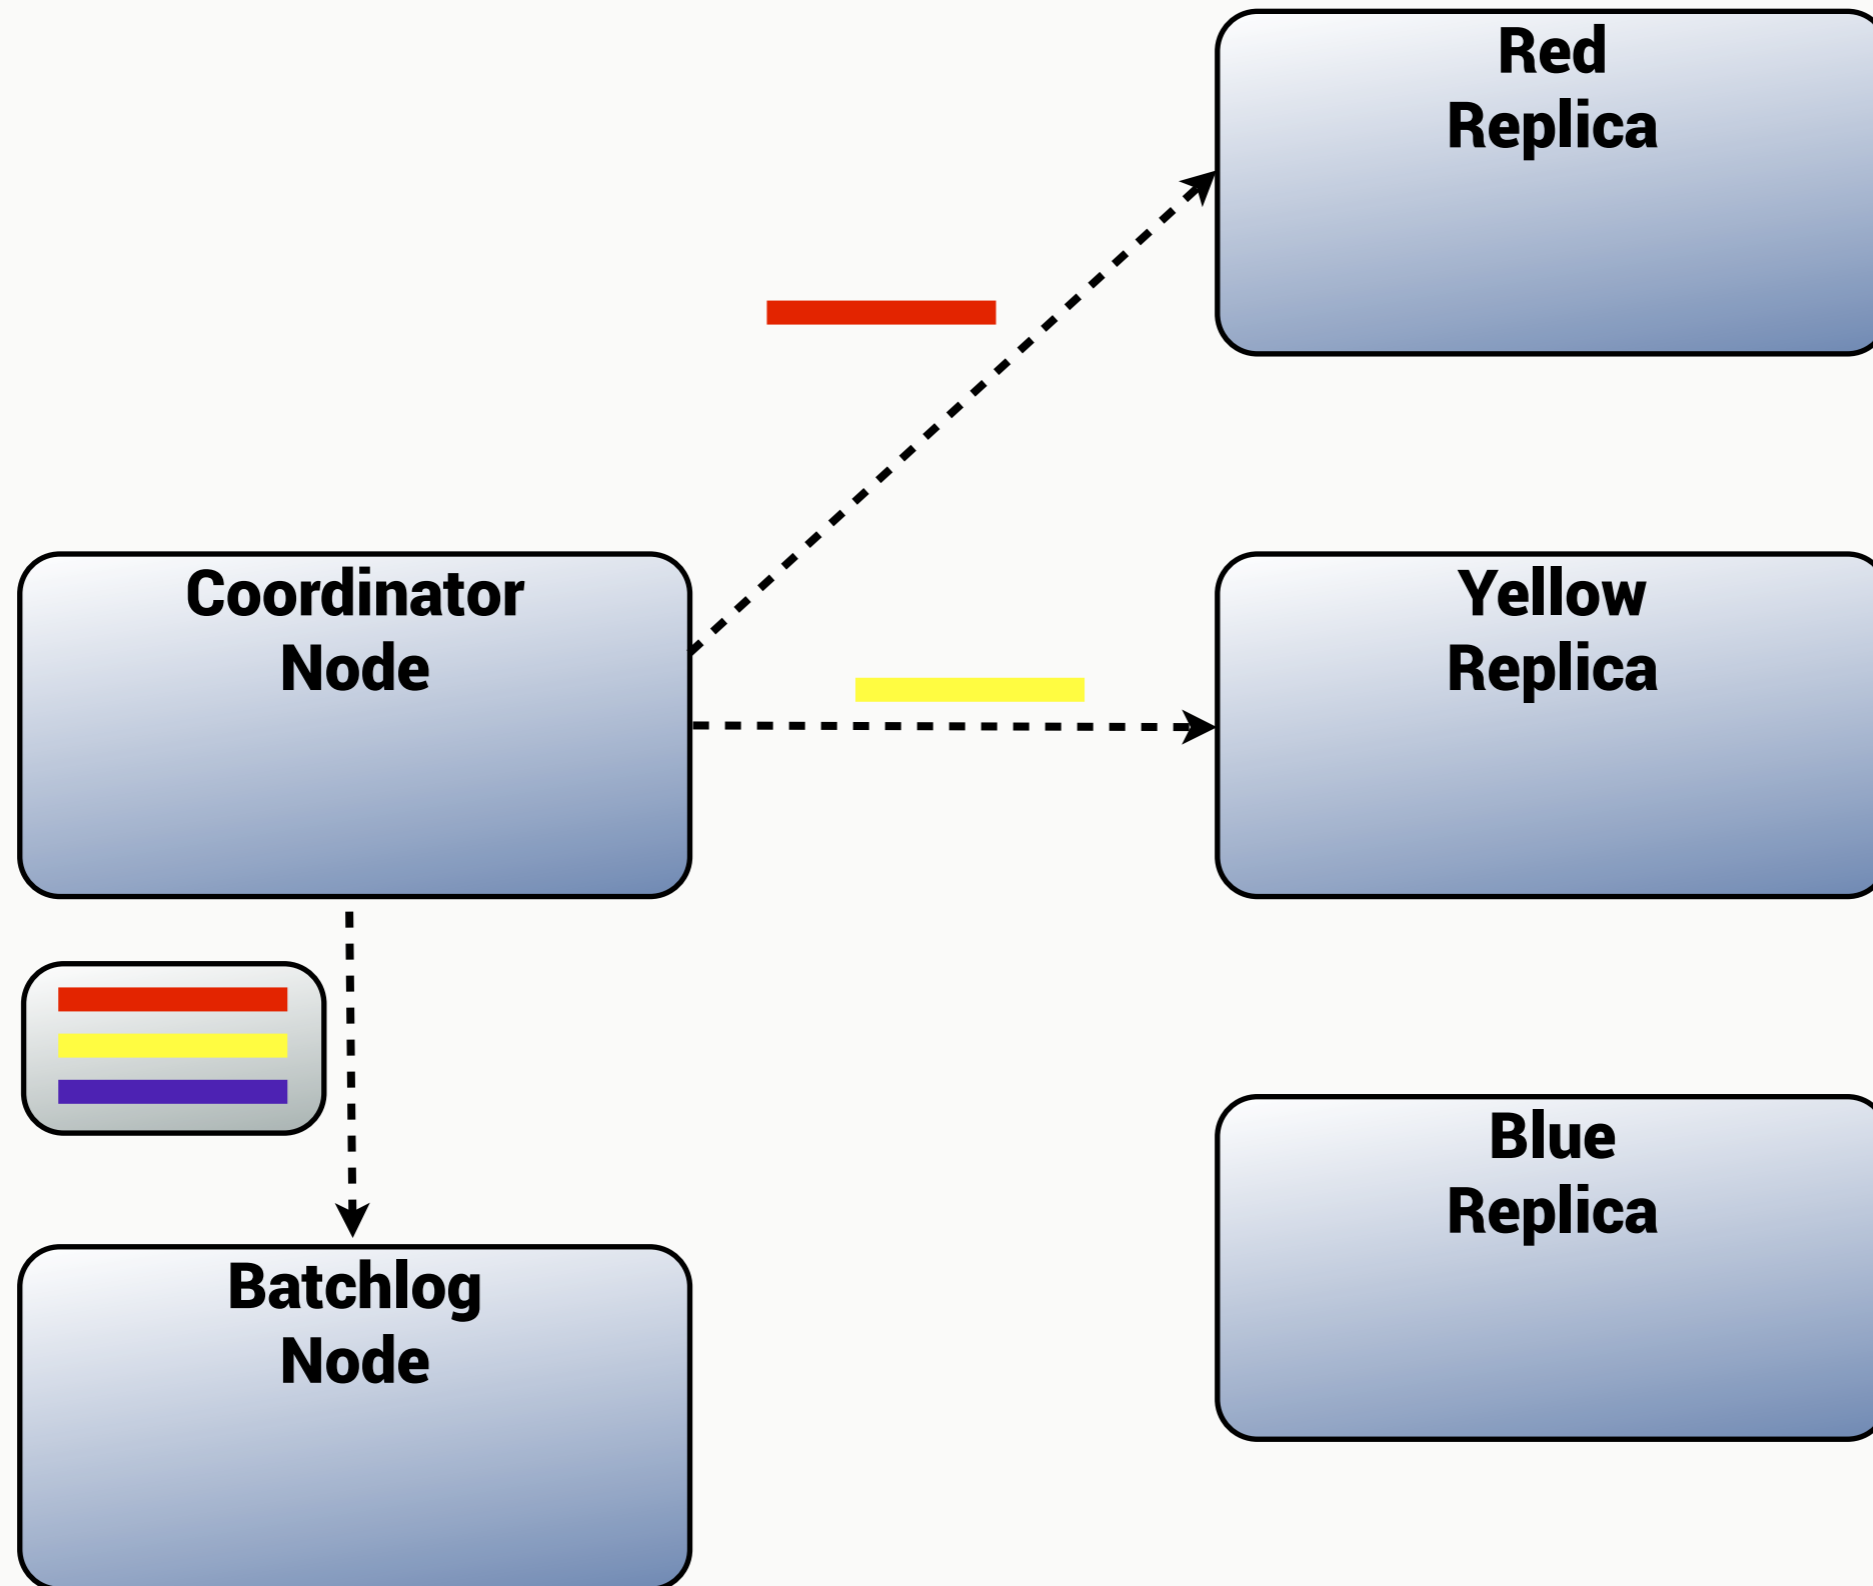 Red
Replica
Coordinator
Node
Yellow
Replica
Blue
Replica
Batchlog
Node